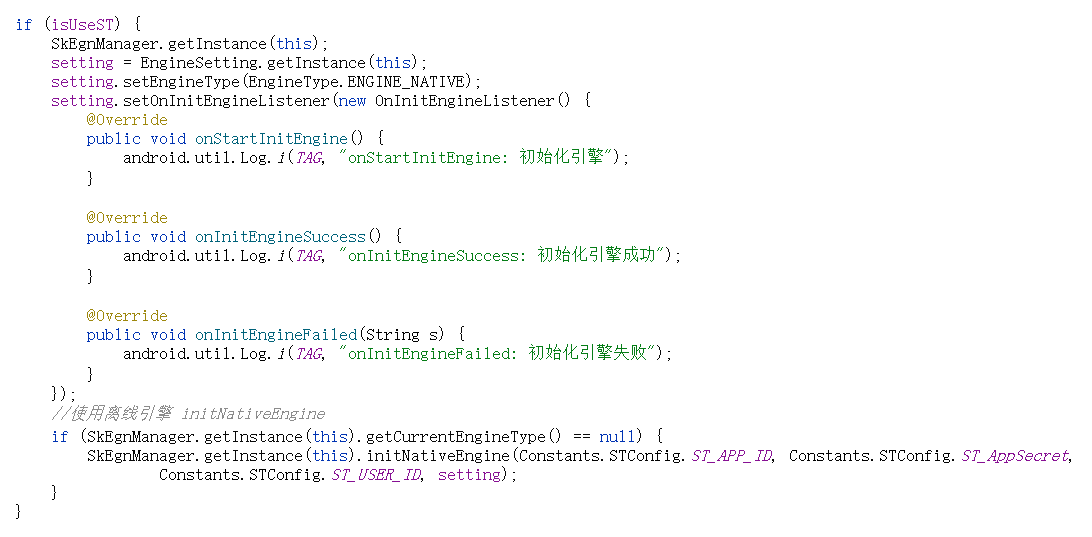 if (isUseST) {
    SkEgnManager.getInstance(this);
    setting = EngineSetting.getInstance(this);
    setting.setEngineType(EngineType.ENGINE_NATIVE);
    setting.setOnInitEngineListener(new OnInitEngineListener() {
        @Override
        public void onStartInitEngine() {
            android.util.Log.i(TAG, "onStartInitEngine: 初始化引擎");
        }

        @Override
        public void onInitEngineSuccess() {
            android.util.Log.i(TAG, "onInitEngineSuccess: 初始化引擎成功");
        }

        @Override
        public void onInitEngineFailed(String s) {
            android.util.Log.i(TAG, "onInitEngineFailed: 初始化引擎失败");
        }
    });
    //使用离线引擎 initNativeEngine
    if (SkEgnManager.getInstance(this).getCurrentEngineType() == null) {
        SkEgnManager.getInstance(this).initNativeEngine(Constants.STConfig.ST_APP_ID, Constants.STConfig.ST_AppSecret,
                Constants.STConfig.ST_USER_ID, setting);
    }
}